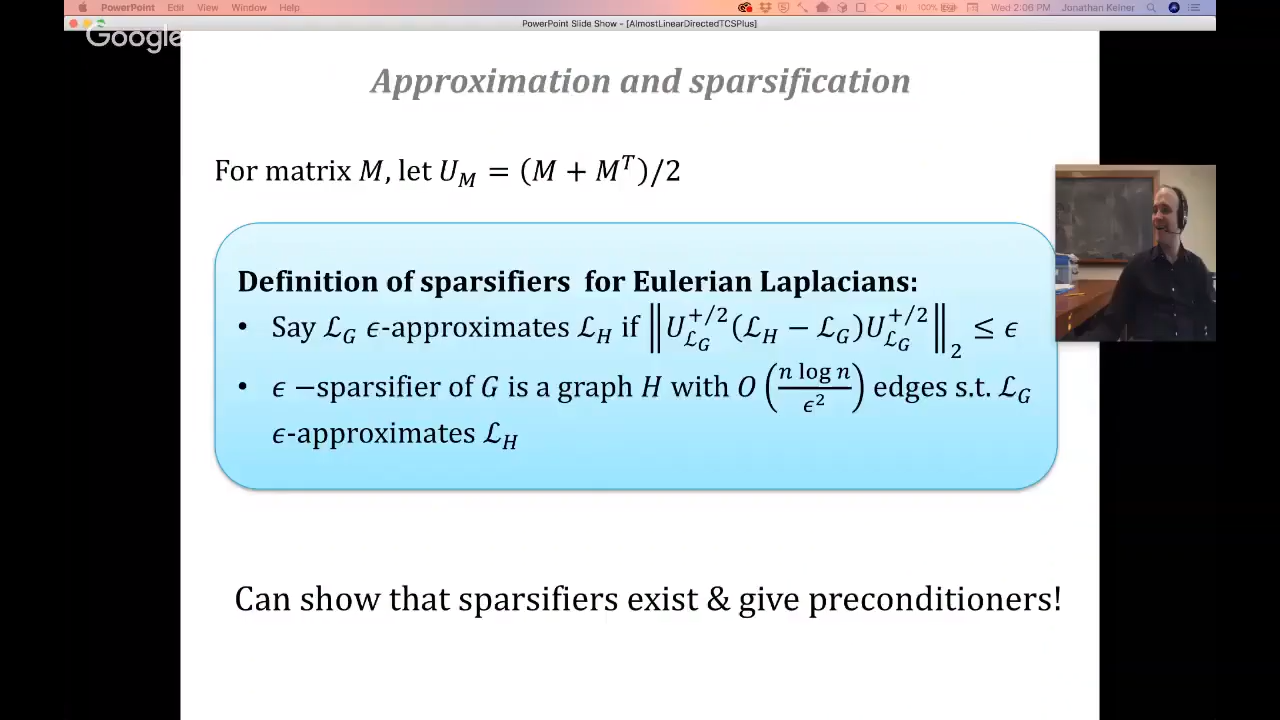 PowerPoint Edit View Window Help 100% Wed 2:06 PM Jonathan Kelner
PowerPoint Slide Show - [AlmostLinearDirectedTCSPlus]
Google
Approximation and sparsification
For matrix M, let U_M = (M + M^T)/2
Definition of sparsifiers for Eulerian Laplacians:
• Say ℒ_G ϵ-approximates ℒ_H if ‖U_{ℒ_G}^{+/2}(ℒ_H − ℒ_G)U_{ℒ_G}^{+/2}‖_2 ≤ ϵ
• ϵ −sparsifier of G is a graph H with O(n log n / ϵ^2) edges s.t. ℒ_G
ϵ-approximates ℒ_H
Can show that sparsifiers exist & give preconditioners!